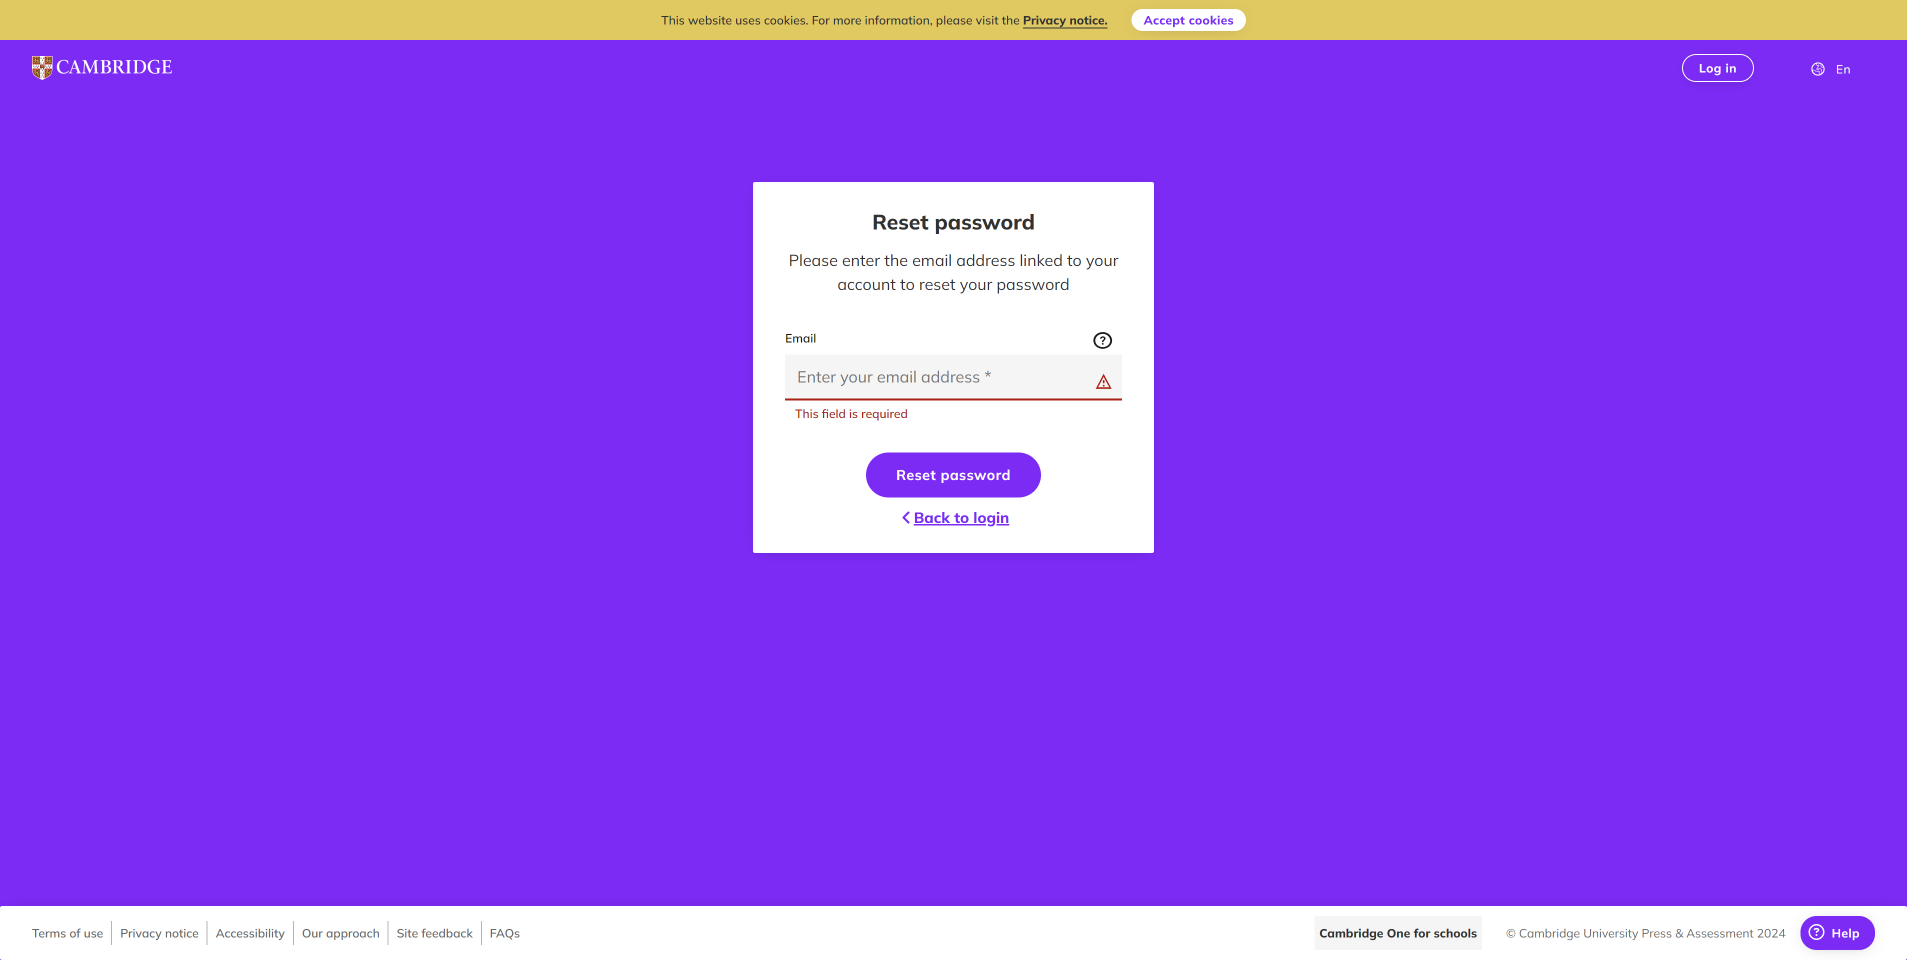 This website uses cookies. For more information, please visit the Privacy notice. Accept cookies
CAMBRIDGE
Log in
En
Reset password
Please enter the email address linked to your
account to reset your password
Email
?
Enter your email address *
This field is required
Reset password
Back to login
Terms of use
Privacy notice
Accessibility
Our approach
Site feedback
FAQs
Cambridge One for schools
© Cambridge University Press & Assessment 2024
? Help